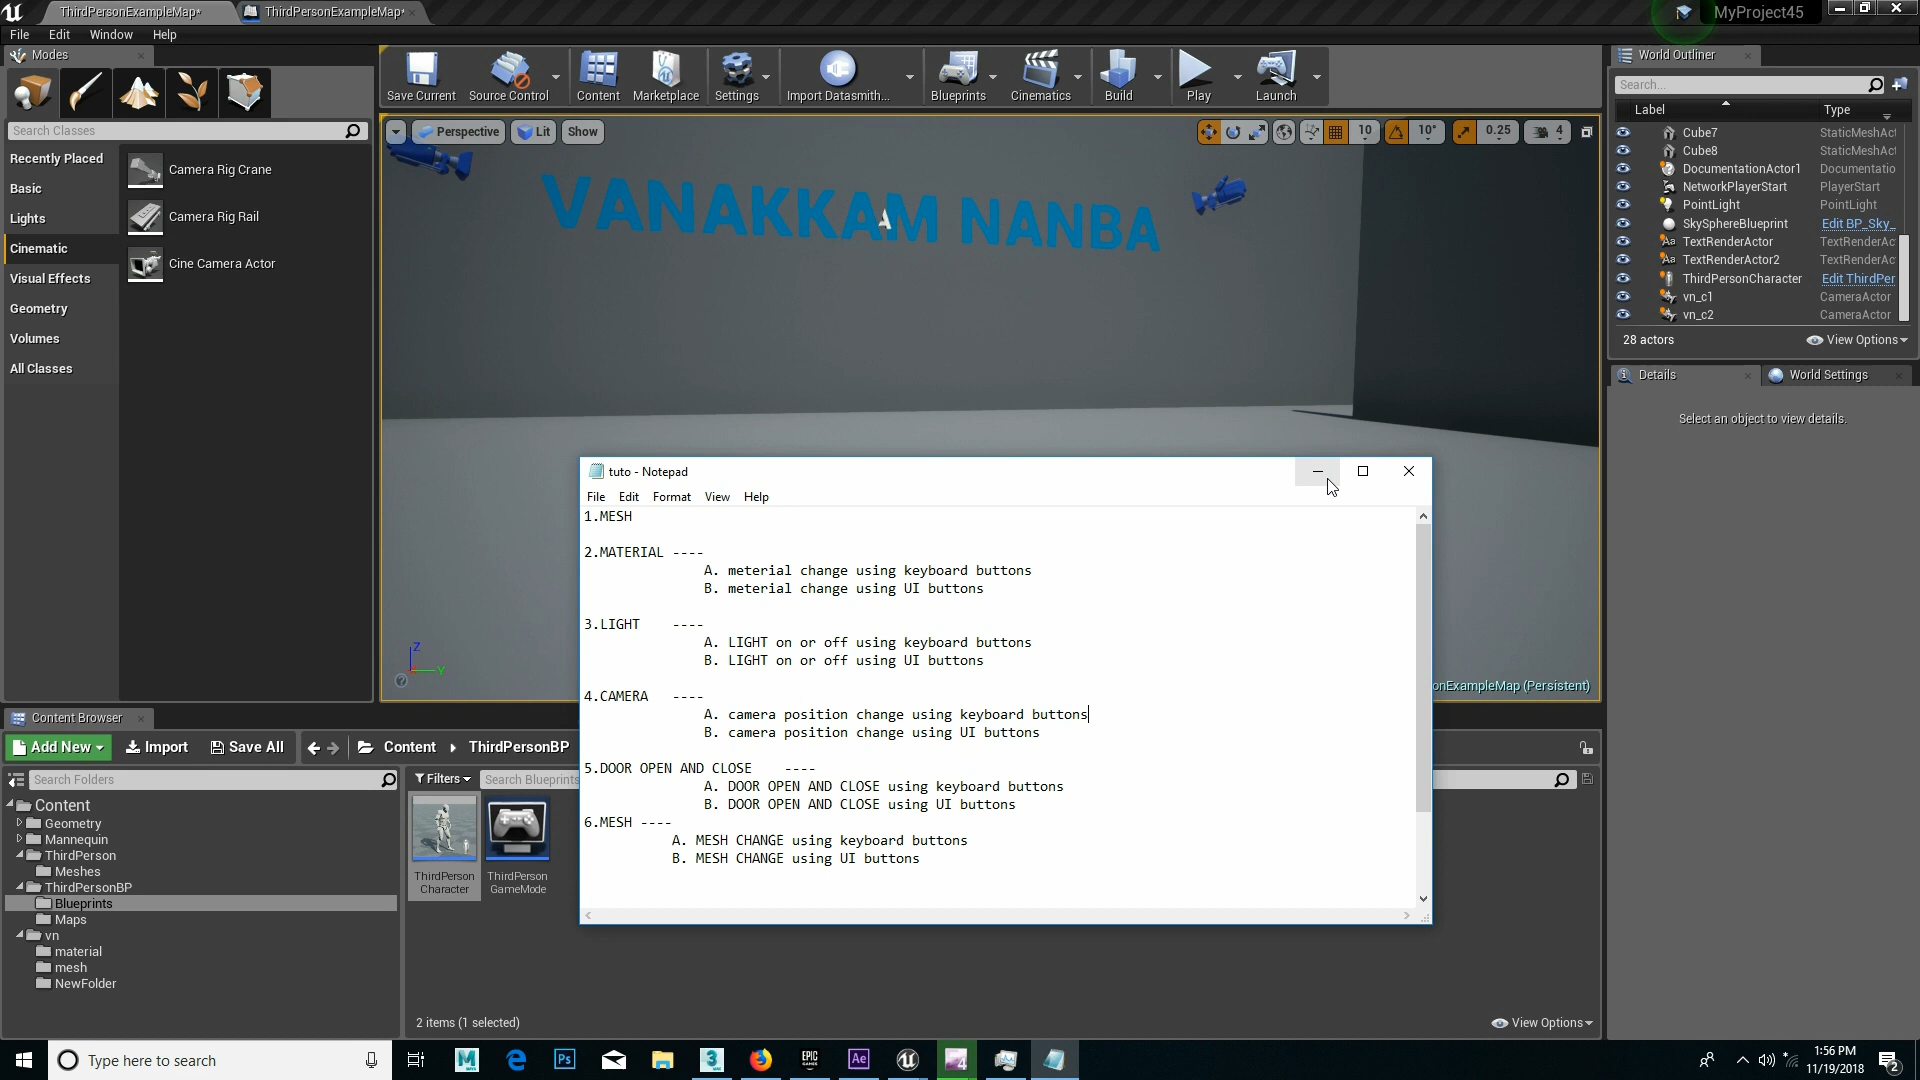 ThirdPersonExampleMap*
ThirdPersonExampleMap*
MyProject45
File Edit Window Help
Modes
Search Classes
Recently Placed
Basic
Lights
Cinematic
Visual Effects
Geometry
Volumes
All Classes
Camera Rig Crane
Camera Rig Rail
Cine Camera Actor
Save Current
Source Control
Content
Marketplace
Settings
Import Datasmith...
Blueprints
Cinematics
Build
Play
Launch
Perspective
Lit
Show
10
10°
0.25
4
VANAKKAM NANBA
A
Z
Y
onExampleMap (Persistent)
World Outliner
Search...
Label Type
Cube7 StaticMeshAct
Cube8 StaticMeshAct
DocumentationActor1 Documentatio
NetworkPlayerStart PlayerStart
PointLight PointLight
SkySphereBlueprint Edit BP_Sky_
TextRenderActor TextRenderAc
TextRenderActor2 TextRenderAc
ThirdPersonCharacter Edit ThirdPer
vn_c1 CameraActor
vn_c2 CameraActor
28 actors
View Options
Details
World Settings
Select an object to view details.
tuto - Notepad
File Edit Format View Help
1.MESH
2.MATERIAL ----
A. meterial change using keyboard buttons
B. meterial change using UI buttons
3.LIGHT ----
A. LIGHT on or off using keyboard buttons
B. LIGHT on or off using UI buttons
4.CAMERA ----
A. camera position change using keyboard buttons
B. camera position change using UI buttons
5.DOOR OPEN AND CLOSE ----
A. DOOR OPEN AND CLOSE using keyboard buttons
B. DOOR OPEN AND CLOSE using UI buttons
6.MESH ----
A. MESH CHANGE using keyboard buttons
B. MESH CHANGE using UI buttons
Content Browser
Add New
Import
Save All
Content
ThirdPersonBP
Search Folders
Filters
Search Blueprints
Content
Geometry
Mannequin
ThirdPerson
Meshes
ThirdPersonBP
Blueprints
Maps
vn
material
mesh
NewFolder
ThirdPerson
Character
ThirdPerson
GameMode
2 items (1 selected)
View Options
Type here to search
Ps
EPIC
GAMES
Ae
1:56 PM
11/19/2018
2